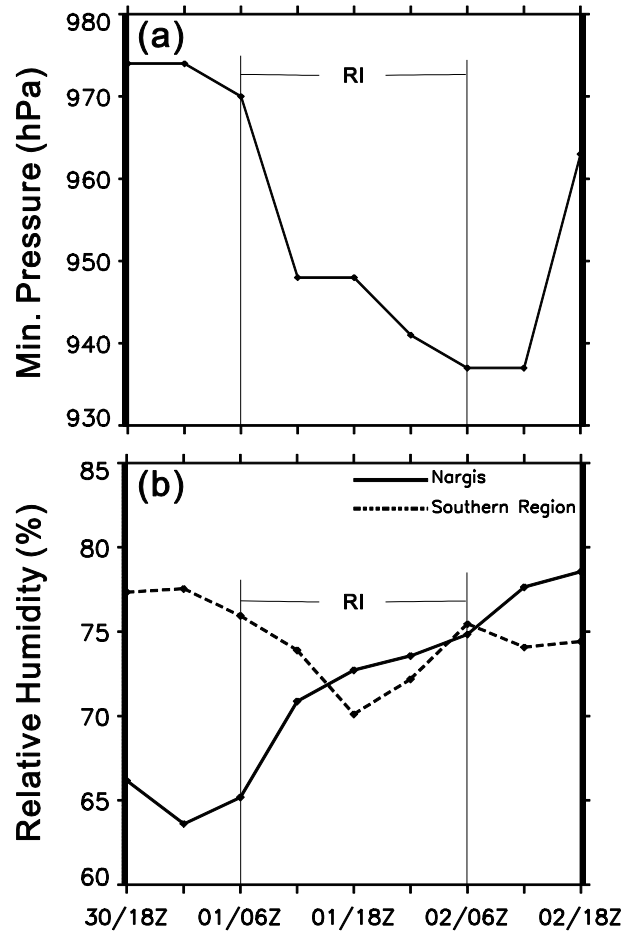 (a)
Min. Pressure (hPa)
980
970
960
950
940
930
RI
(b)
Relative Humidity (%)
85
80
75
70
65
60
Nargis
Southern Region
RI
30/18Z 01/06Z 01/18Z 02/06Z 02/18Z